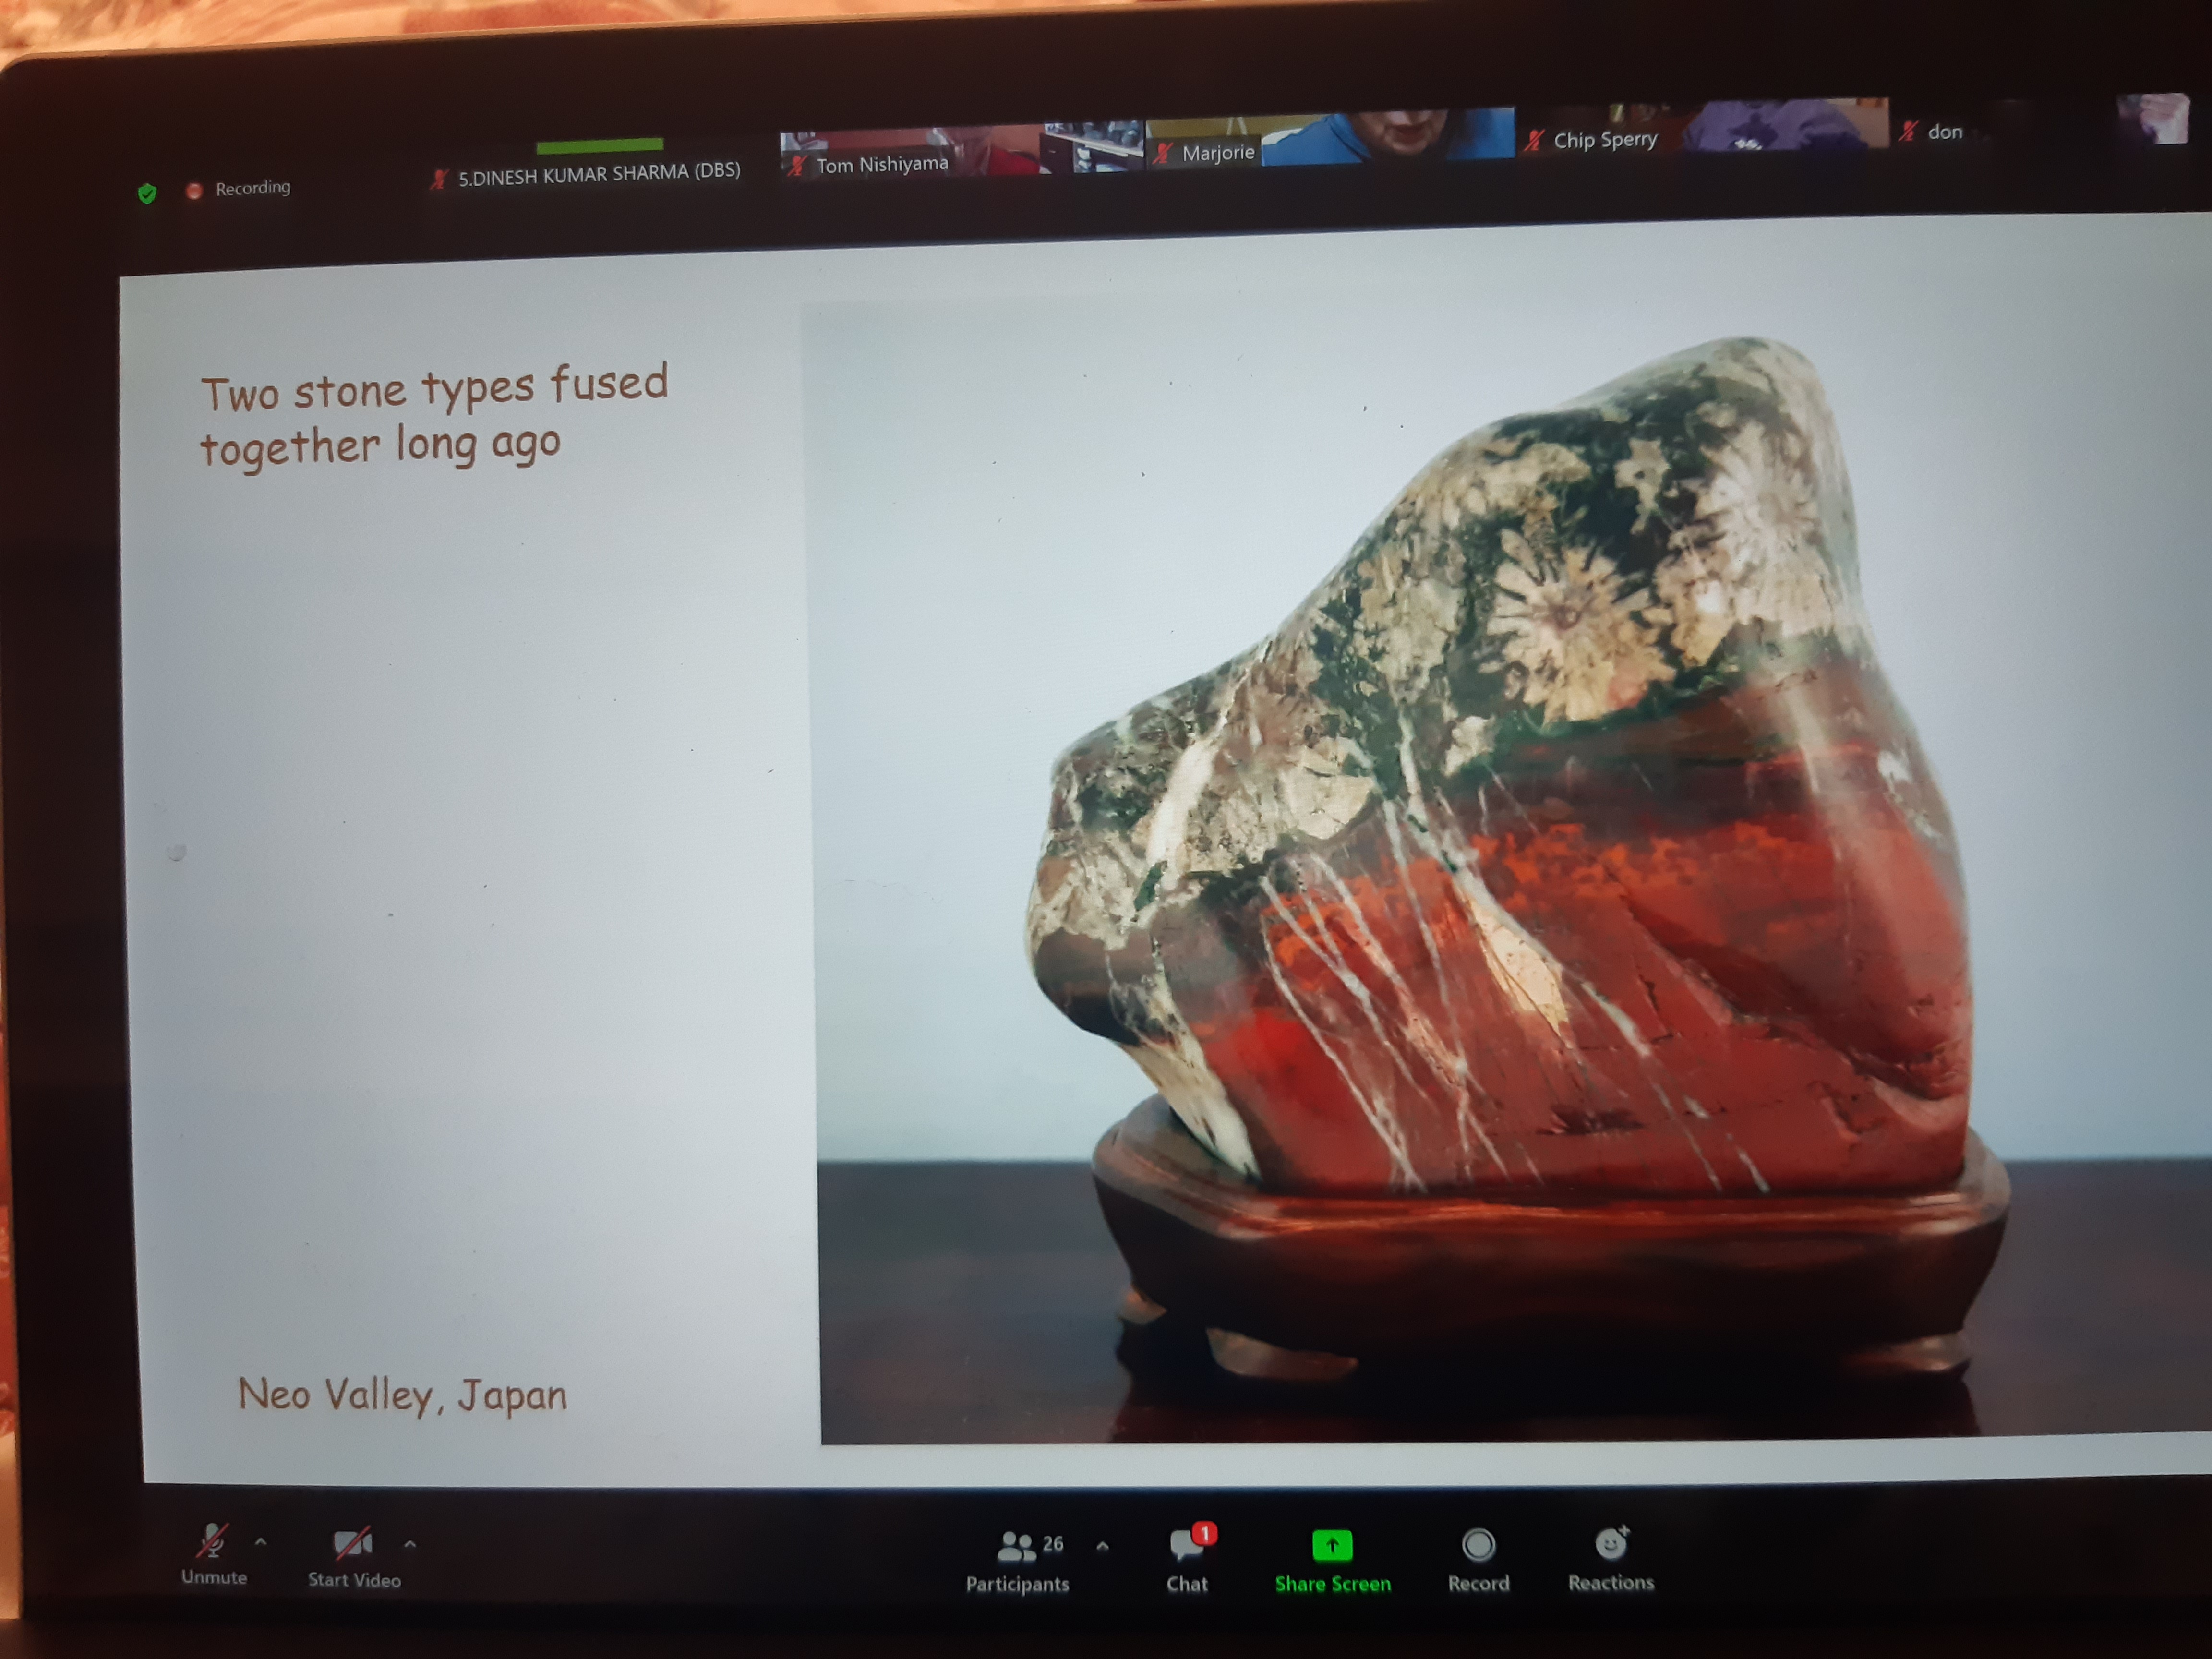 Recording
5.DINESH KUMAR SHARMA (DBS)
Tom Nishiyama
Marjorie
Chip Sperry
don
Two stone types fused
together long ago
Neo Valley, Japan
Unmute
Start Video
26
Participants
1
Chat
Share Screen
Record
Reactions